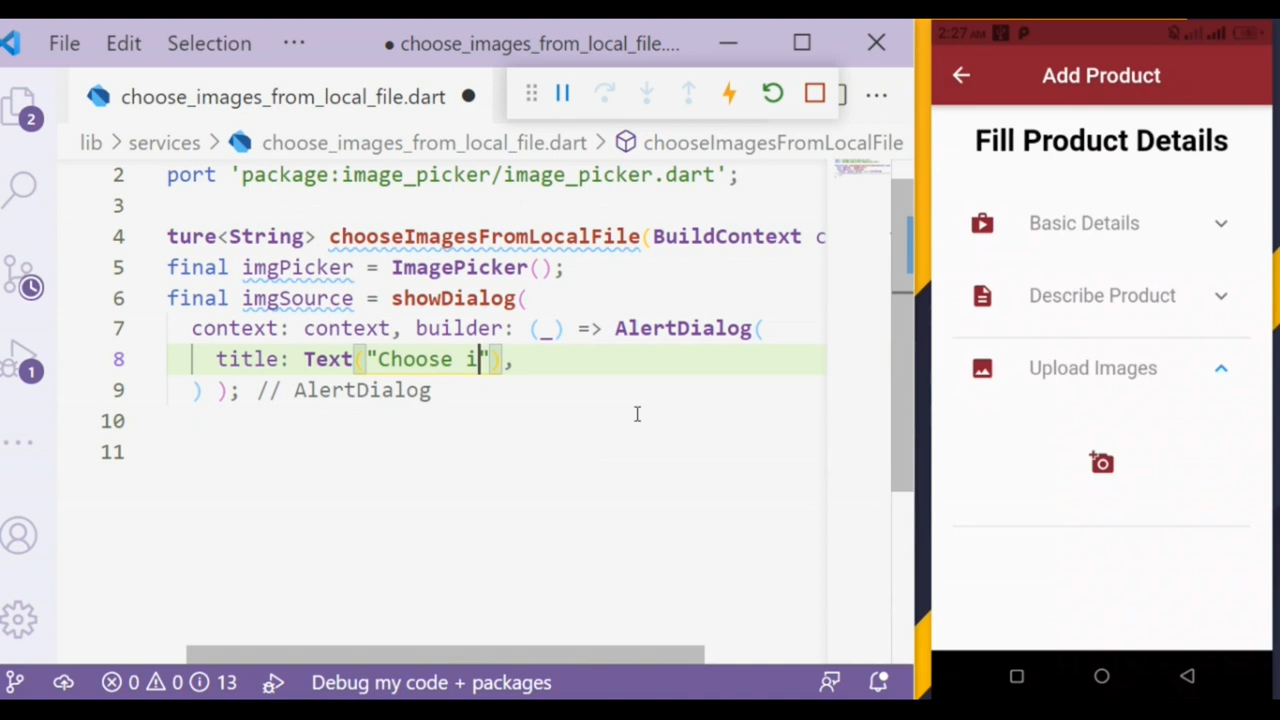 File Edit Selection ··· ● choose_images_from_local_file....
choose_images_from_local_file.dart ●
lib > services > choose_images_from_local_file.dart > chooseImagesFromLocalFile
2 port 'package:image_picker/image_picker.dart';
3
4 ture<String> chooseImagesFromLocalFile(BuildContext c
5 final imgPicker = ImagePicker();
6 final imgSource = showDialog(
7 context: context, builder: (_) => AlertDialog(
8 title: Text("Choose i"),
9 ) ); // AlertDialog
10
11
2
1
0 0 13 Debug my code + packages
2:27 AM
Add Product
Fill Product Details
Basic Details
Describe Product
Upload Images